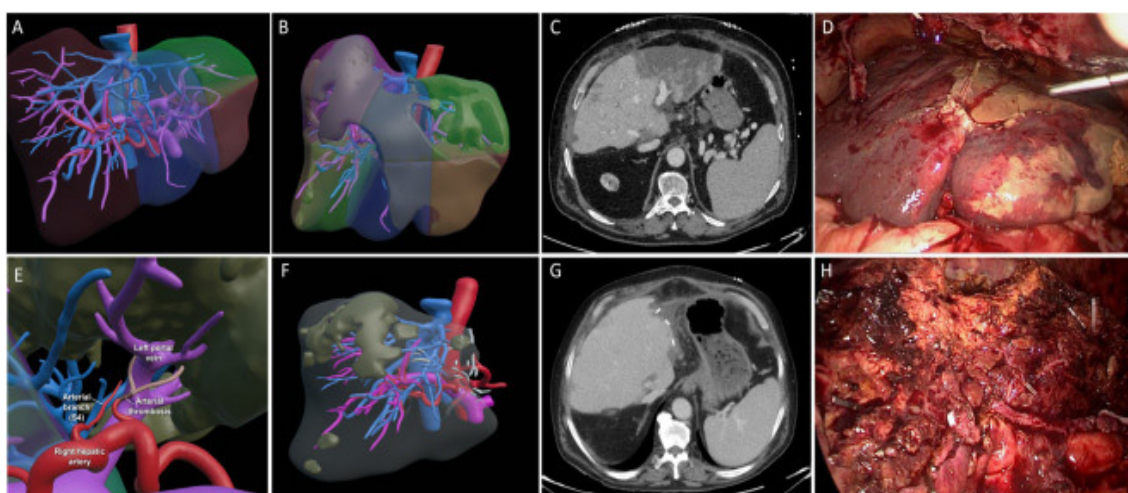 A
B
C
D
E
Left portal
vein
Arterial
branch
(S4)
Arterial
thrombosis
Right hepatic
artery
F
G
H